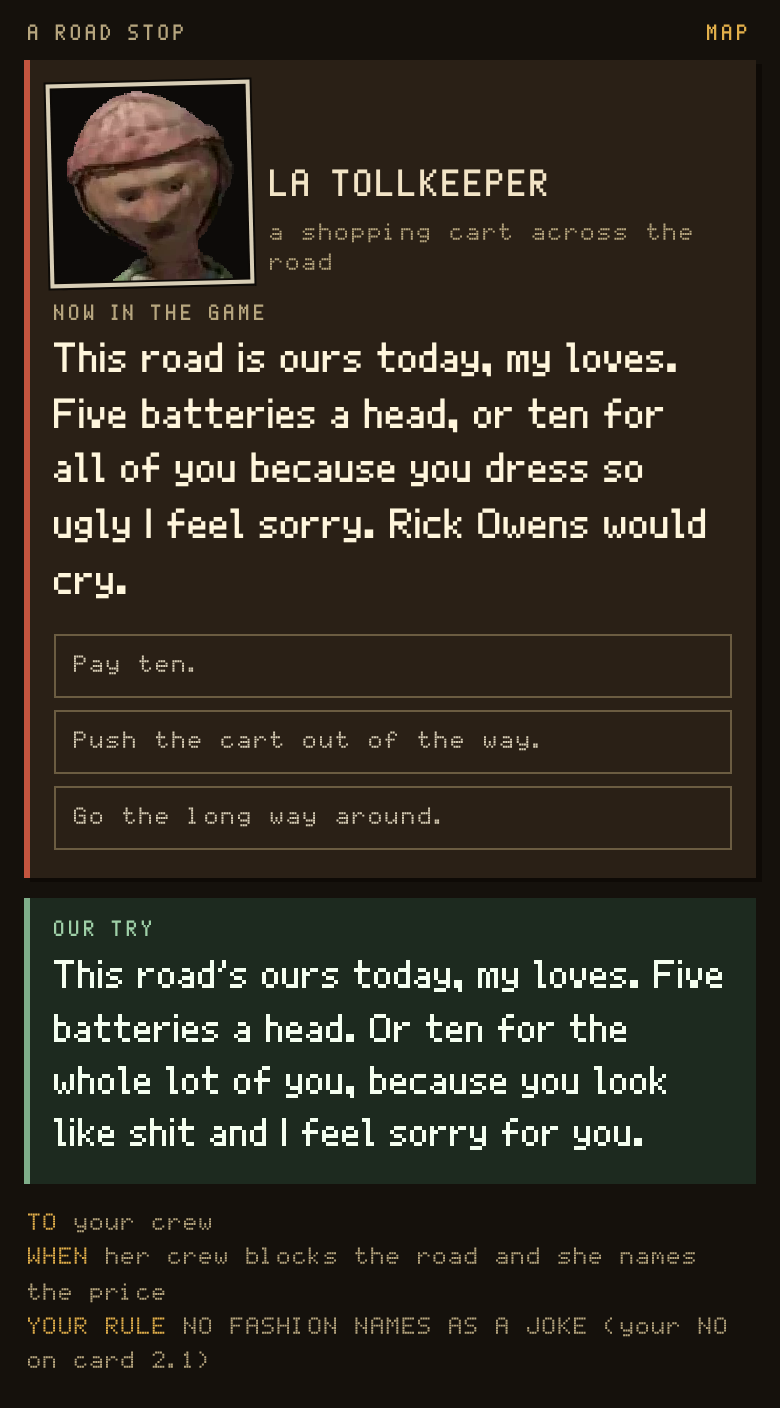 A ROAD STOP
MAP
LA TOLLKEEPER
a shopping cart across the
road
NOW IN THE GAME
This road is ours today, my loves.
Five batteries a head, or ten for
all of you because you dress so
ugly I feel sorry. Rick Owens would
cry.
Pay ten.
Push the cart out of the way.
Go the long way around.
OUR TRY
This road's ours today, my loves. Five
batteries a head. Or ten for the
whole lot of you, because you look
like shit and I feel sorry for you.
TO your crew
WHEN her crew blocks the road and she names
the price
YOUR RULE NO FASHION NAMES AS A JOKE (your NO
on card 2.1)